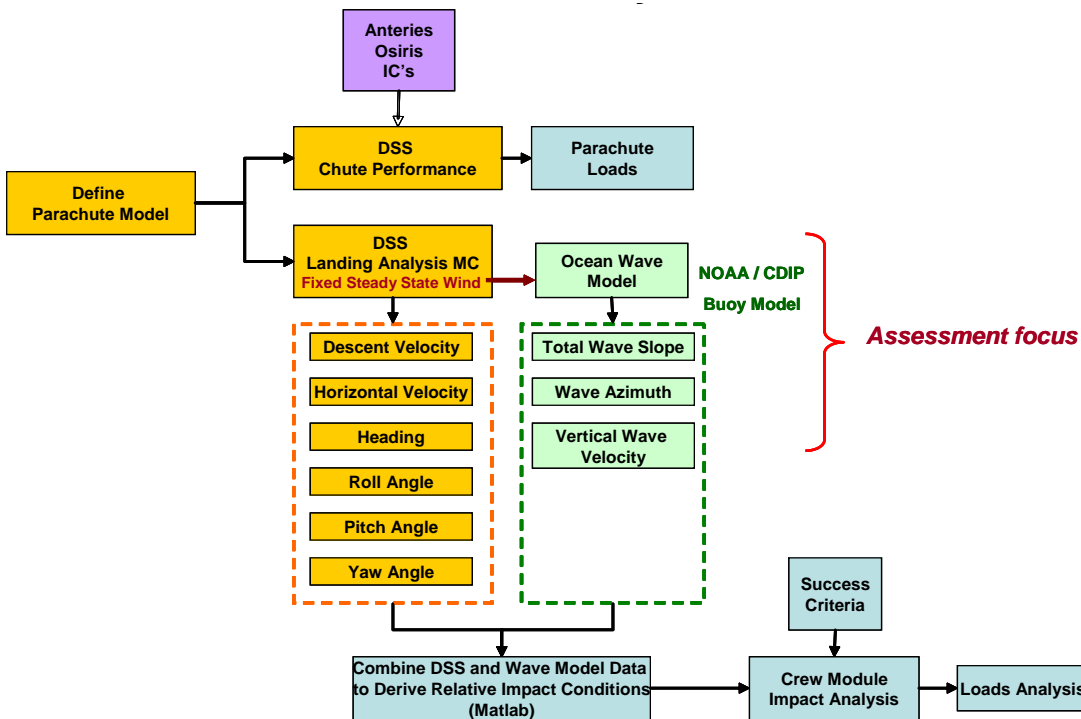 Anteries
Osiris
IC's
DSS
Chute Performance
Parachute
Loads
Define
Parachute Model
DSS
Landing Analysis MC
Fixed Steady State Wind
Ocean Wave
Model
NOAA / CDIP
Buoy Model
Assessment focus
Descent Velocity
Horizontal Velocity
Heading
Roll Angle
Pitch Angle
Yaw Angle
Total Wave Slope
Wave Azimuth
Vertical Wave
Velocity
Success
Criteria
Combine DSS and Wave Model Data
to Derive Relative Impact Conditions
(Matlab)
Crew Module
Impact Analysis
Loads Analysis